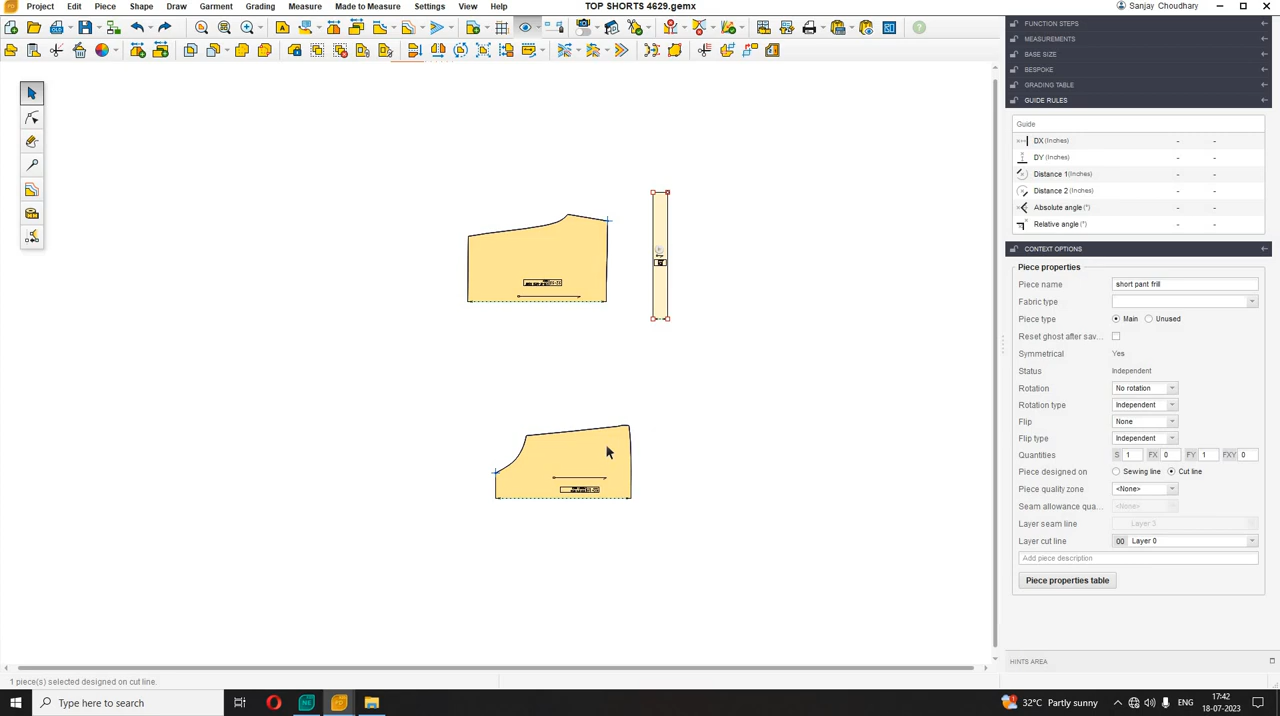 Project Edit Piece Shape Draw Garment Grading Measure Made to Measure Settings View Help
TOP SHORTS 4629.gemx
Sanjay Choudhary
FUNCTION STEPS
MEASUREMENTS
BASE SIZE
BESPOKE
GRADING TABLE
GUIDE RULES
Guide
DX (Inches) - -
DY (Inches) - -
Distance 1(Inches) - -
Distance 2 (Inches) - -
Absolute angle (°) - -
Relative angle (°) - -
CONTEXT OPTIONS
Piece properties
Piece name short pant frill
Fabric type
Piece type Main Unused
Reset ghost after sav...
Symmetrical Yes
Status Independent
Rotation No rotation
Rotation type Independent
Flip None
Flip type Independent
Quantities S 1 FX 0 FY 1 FXY 0
Piece designed on Sewing line Cut line
Piece quality zone <None>
Seam allowance qua... <None>
Layer seam line Layer 3
Layer cut line 00 Layer 0
Add piece description
Piece properties table
HINTS AREA
1 piece(s) selected designed on cut line.
Type here to search
32°C Partly sunny
ENG
17:42
18-07-2023